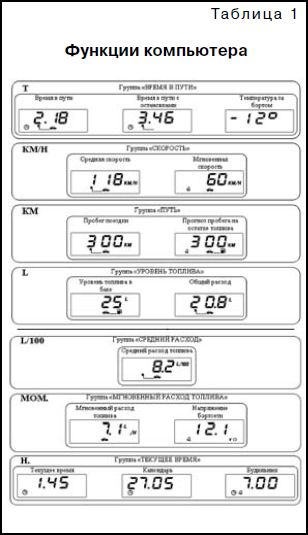 Таблица 1
Функции компьютера
Т Группа «ВРЕМЯ В ПУТИ»
Время в пути Время в пути с остановками Температура за бортом
2.18 3.46 -12°
КМ/Н Группа «СКОРОСТЬ»
Средняя скорость Мгновенная скорость
118 КМ/Н 60 КМ/Н
КМ Группа «ПУТЬ»
Пробег поездки Прогноз пробега на остатке топлива
300 КМ 300 КМ
L Группа «УРОВЕНЬ ТОПЛИВА»
Уровень топлива в баке Общий расход
25 L 20.8 L
L/100 Группа «СРЕДНИЙ РАСХОД»
Средний расход топлива
8.2 L/100
МОМ. Группа «МГНОВЕННЫЙ РАСХОД ТОПЛИВА»
Мгновенный расход топлива Напряжение бортсети
7.1 L /H 12.1
Н. Группа «ТЕКУЩЕЕ ВРЕМЯ»
Текущее время Календарь Будильник
1.45 27.05 7.00